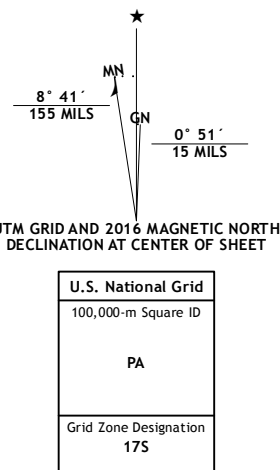 ★
MN
GN
8° 41´
155 MILS
0° 51´
15 MILS
UTM GRID AND 2016 MAGNETIC NORTH
DECLINATION AT CENTER OF SHEET
U.S. National Grid
100,000-m Square ID
PA
Grid Zone Designation
17S